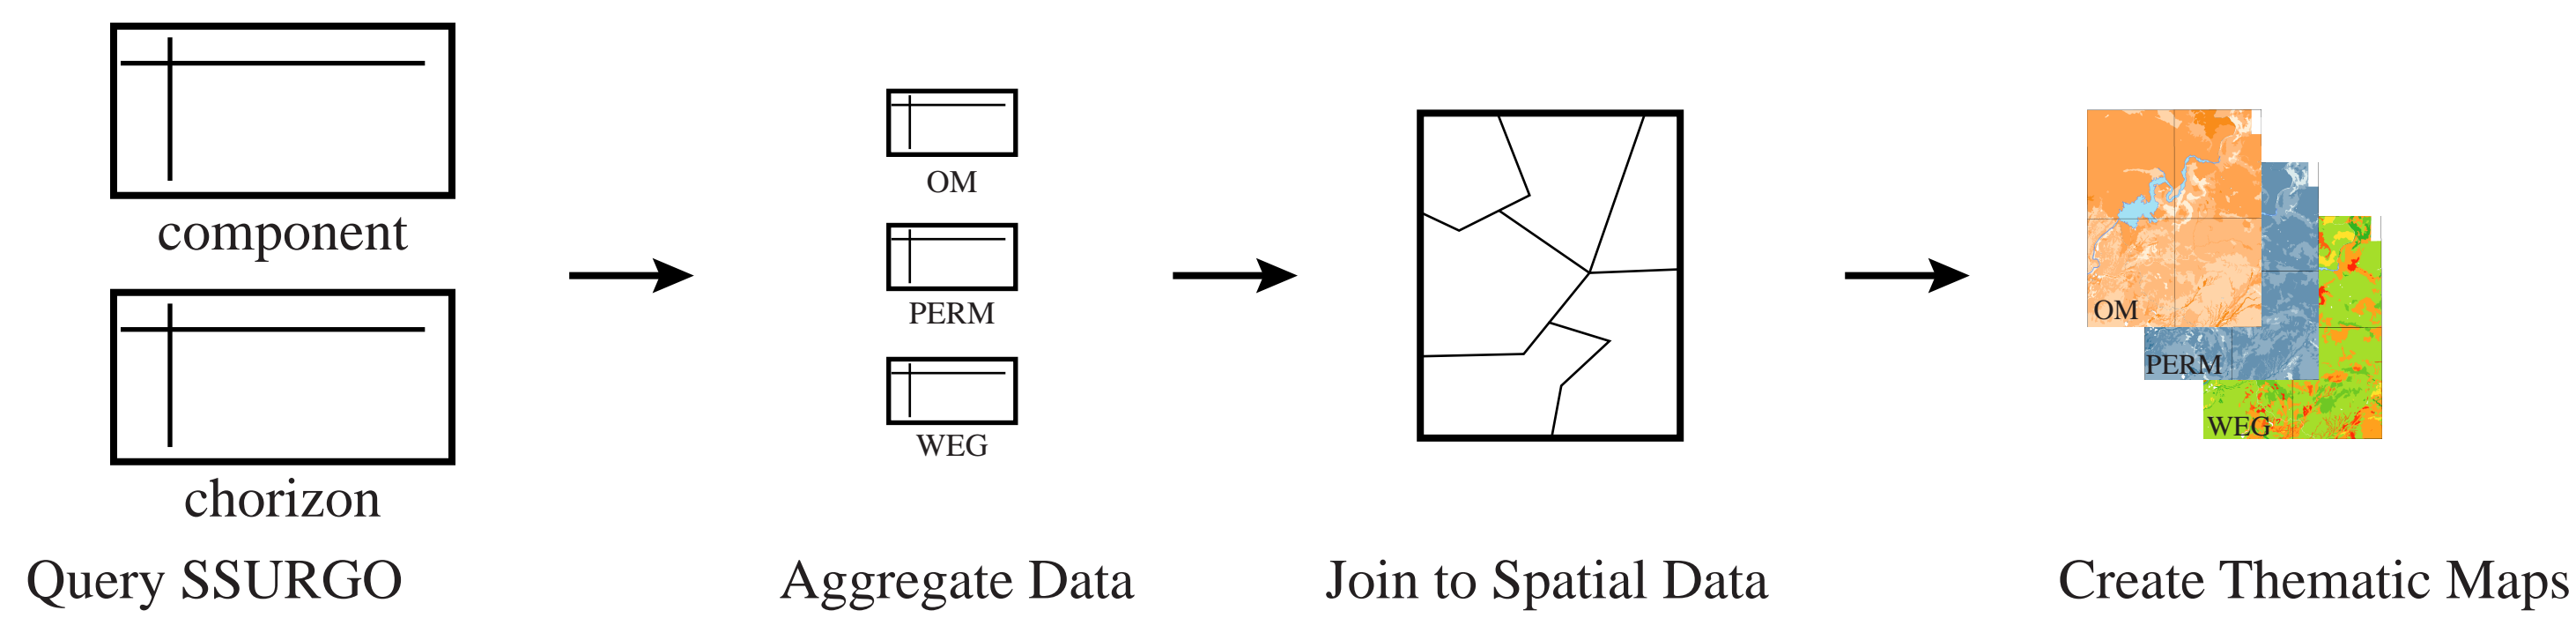 component
chorizon
Query SSURGO
OM
PERM
WEG
Aggregate Data
Join to Spatial Data
OM
PERM
WEG
Create Thematic Maps